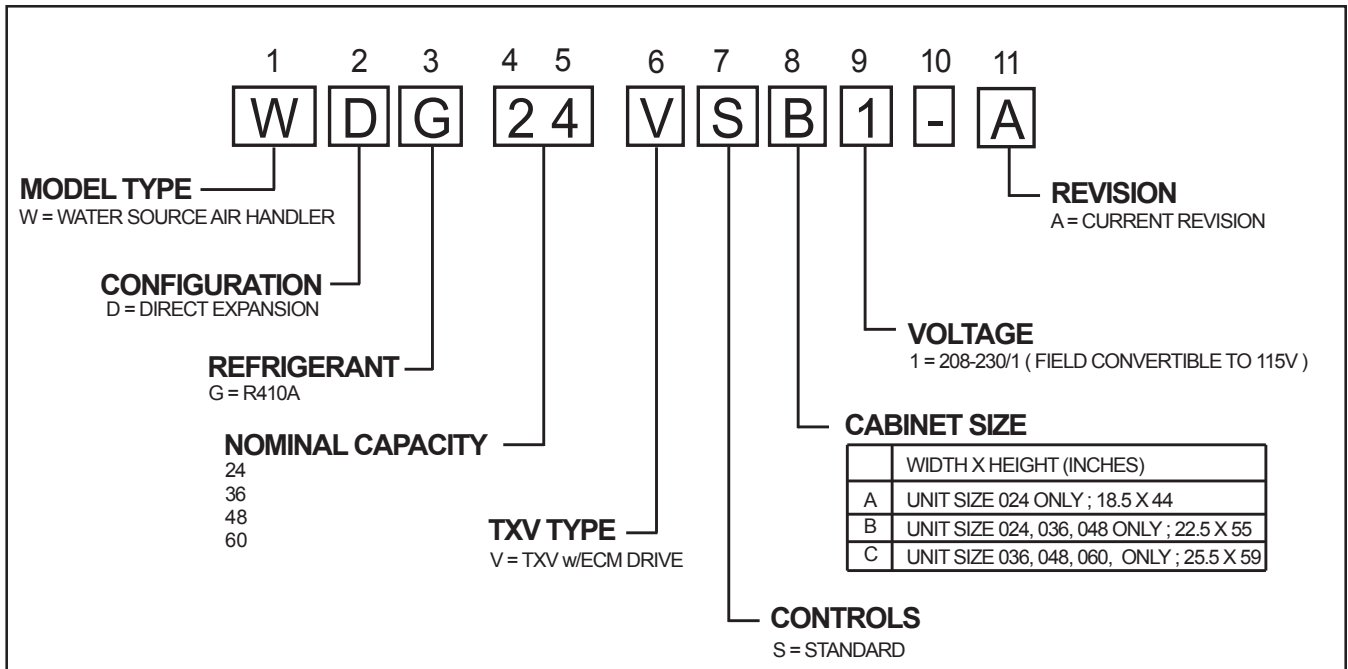 1 2 3 4 5 6 7 8 9 10 11
W D G 2 4 V S B 1 - A
MODEL TYPE
W = WATER SOURCE AIR HANDLER
REVISION
A = CURRENT REVISION
CONFIGURATION
D = DIRECT EXPANSION
VOLTAGE
1 = 208-230/1 ( FIELD CONVERTIBLE TO 115V )
REFRIGERANT
G = R410A
CABINET SIZE
WIDTH X HEIGHT (INCHES)
A UNIT SIZE 024 ONLY ; 18.5 X 44
B UNIT SIZE 024, 036, 048 ONLY ; 22.5 X 55
C UNIT SIZE 036, 048, 060, ONLY ; 25.5 X 59
NOMINAL CAPACITY
24
36
48
60
TXV TYPE
V = TXV w/ECM DRIVE
CONTROLS
S = STANDARD